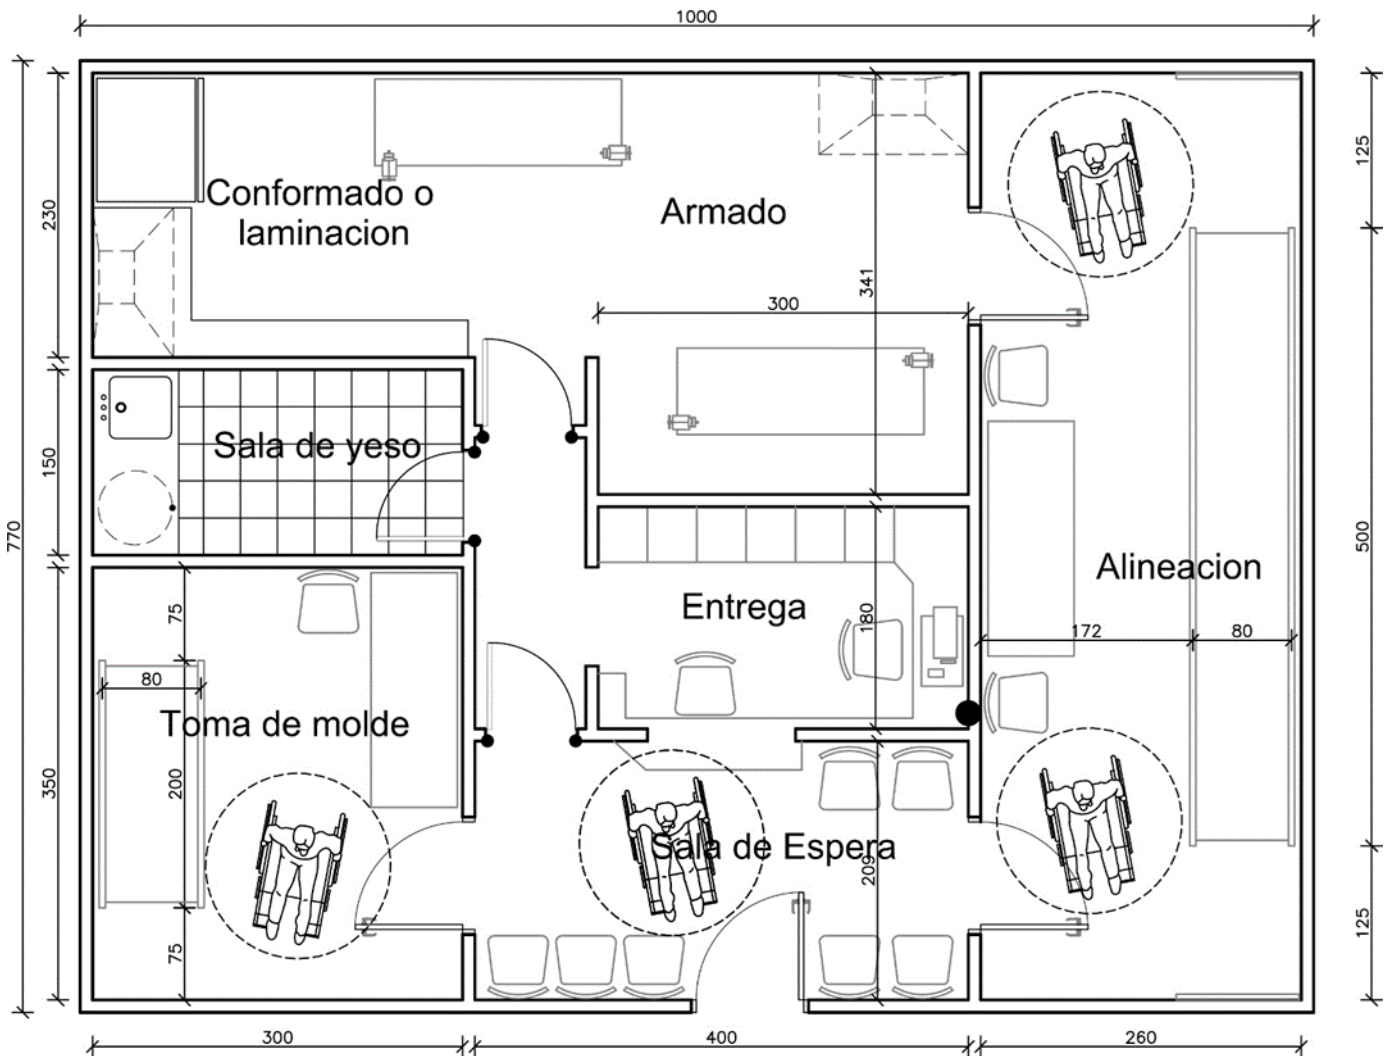 1000
125
230
Conformado o
laminacion
Armado
341
300
150
Sala de yeso
770
500
Alineacion
75
Entrega
180
172
80
80
Toma de molde
200
350
Sala de Espera
209
75
125
300
400
260